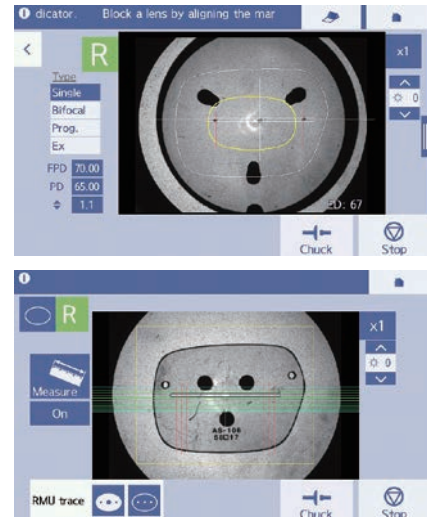 dicator. Block a lens by aligning the mar
R
x1
Type
Single
Bifocal
Prog.
Ex
0
FPD 70.00
PD 65.00
1.1
ED: 67
Chuck
Stop
R
x1
0
Measure
On
AS-106
RMU trace
Chuck
Stop